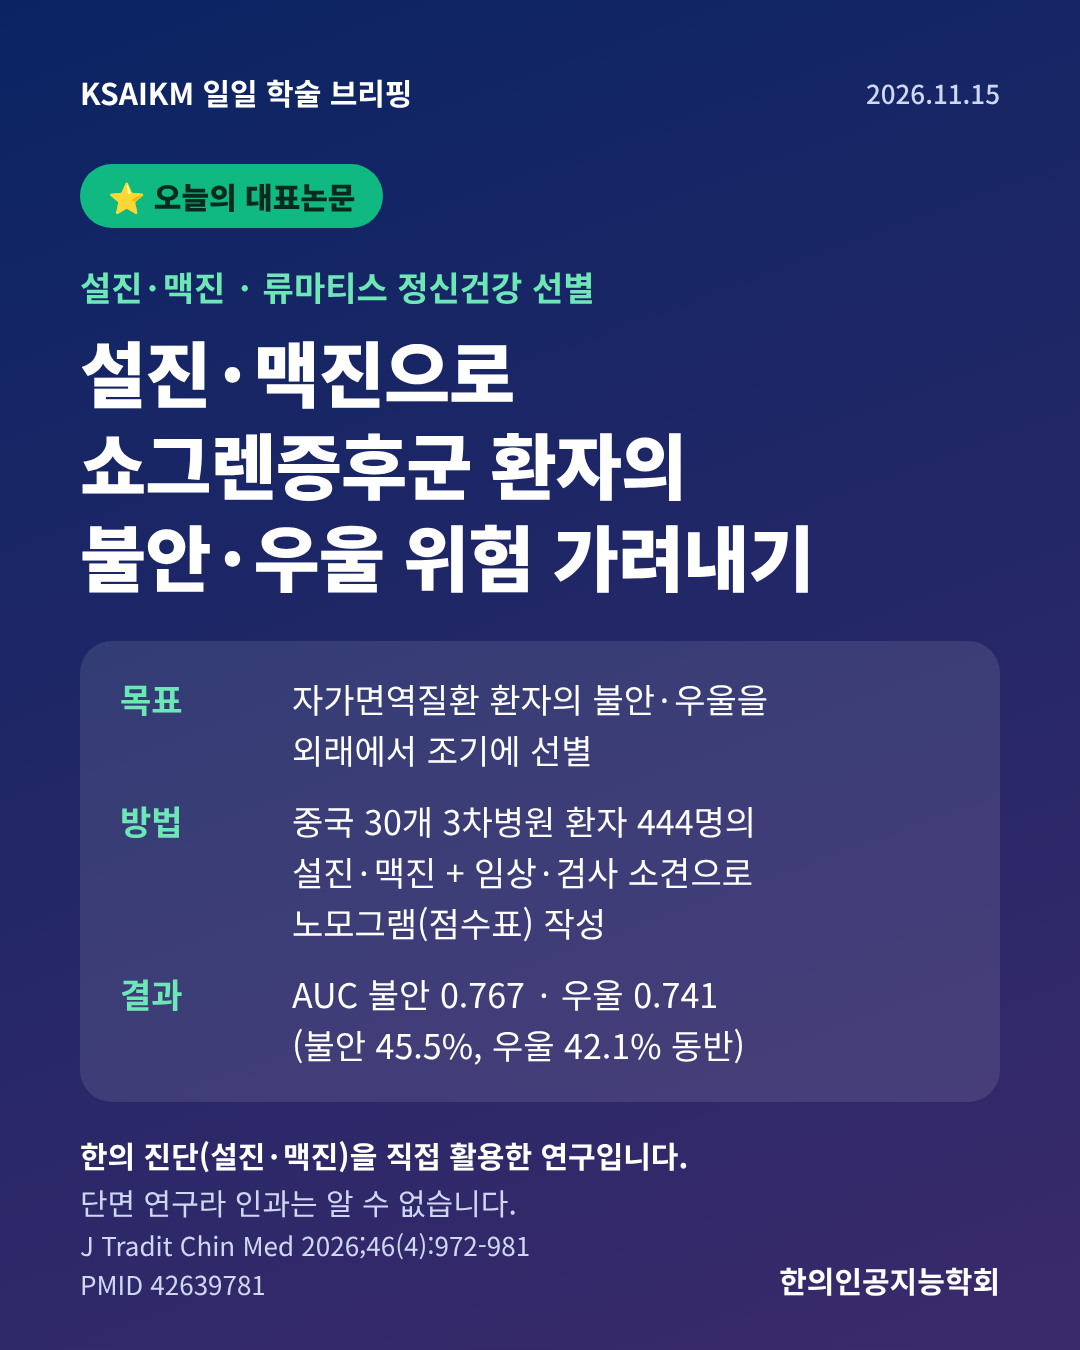 KSAIKM 일일 학술 브리핑
2026.11.15
⭐ 오늘의 대표논문
설진·맥진 · 류마티스 정신건강 선별
설진·맥진으로
쇼그렌증후군 환자의
불안·우울 위험 가려내기
목표
자가면역질환 환자의 불안·우울을
외래에서 조기에 선별
방법
중국 30개 3차병원 환자 444명의
설진·맥진 + 임상·검사 소견으로
노모그램(점수표) 작성
결과
AUC 불안 0.767 · 우울 0.741
(불안 45.5%, 우울 42.1% 동반)
한의 진단(설진·맥진)을 직접 활용한 연구입니다.
단면 연구라 인과는 알 수 없습니다.
J Tradit Chin Med 2026;46(4):972-981
PMID 42639781
한의인공지능학회